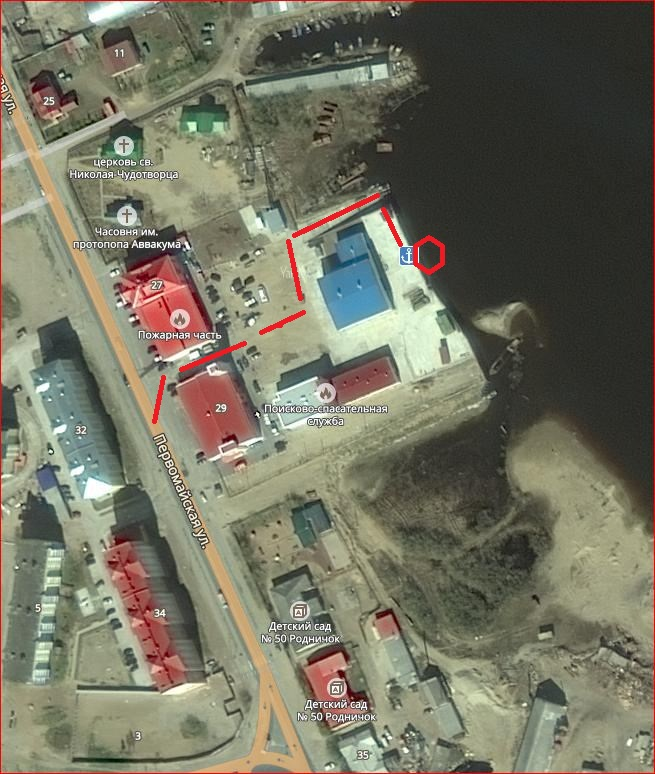 11
25
ая ул.
церковь св.
Николая-Чудотворца
Часовня им.
протопопа Аввакума
27
Пожарная часть
29
Поисково-спасательная
служба
32
Первомайская ул.
5
34
Детский сад
№ 50 Родничок
Детский сад
№ 50 Родничок
3
35